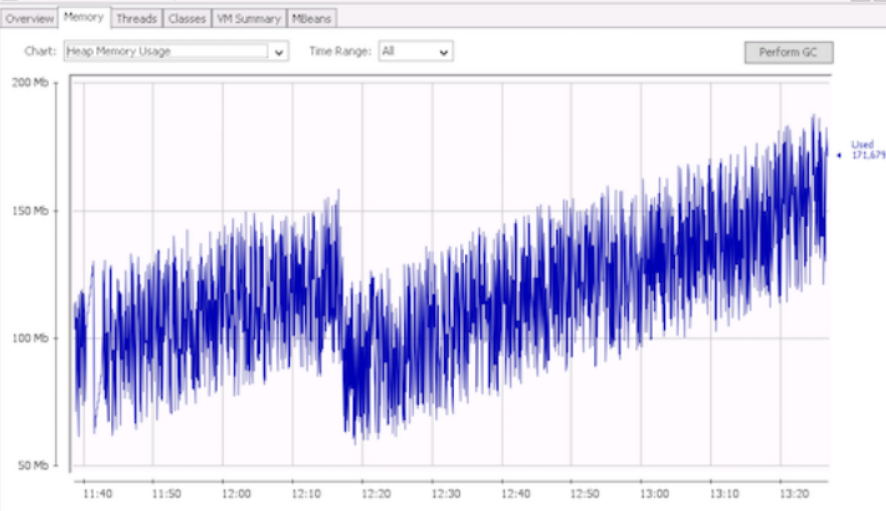 Overview Memory Threads Classes VM Summary MBeans
Chart: Heap Memory Usage Time Range: All Perform GC
200 Mb
Used
171,679
150 Mb
100 Mb
50 Mb
11:40 11:50 12:00 12:10 12:20 12:30 12:40 12:50 13:00 13:10 13:20